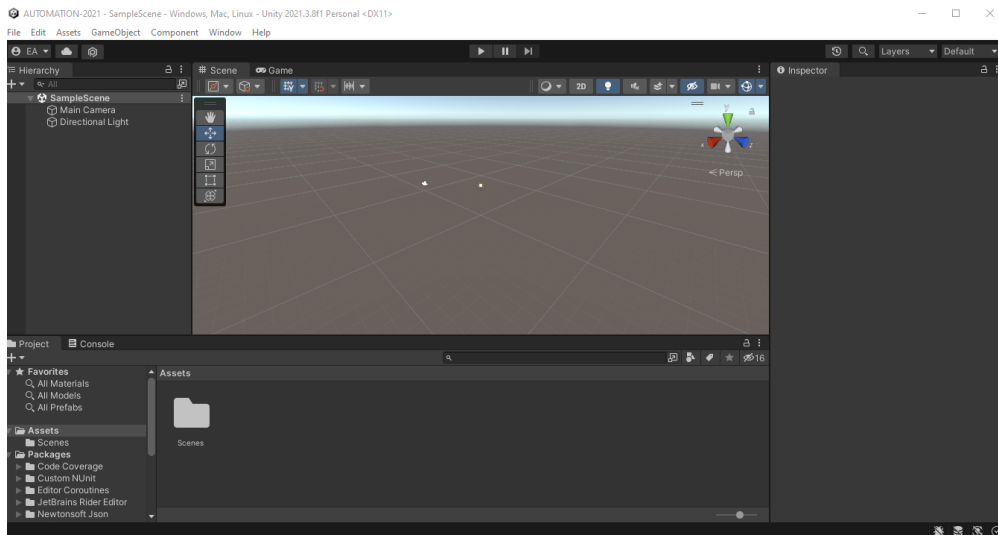 AUTOMATION-2021 - SampleScene - Windows, Mac, Linux - Unity 2021.3.8f1 Personal <DX11>
File Edit Assets GameObject Component Window Help
EA Layers Default
Hierarchy
All
SampleScene
Main Camera
Directional Light
Scene Game
2D
y
x z
Persp
Inspector
Project Console
16
Favorites
All Materials
All Models
All Prefabs
Assets
Scenes
Packages
Code Coverage
Custom NUnit
Editor Coroutines
JetBrains Rider Editor
Newtonsoft Json
Assets
Scenes